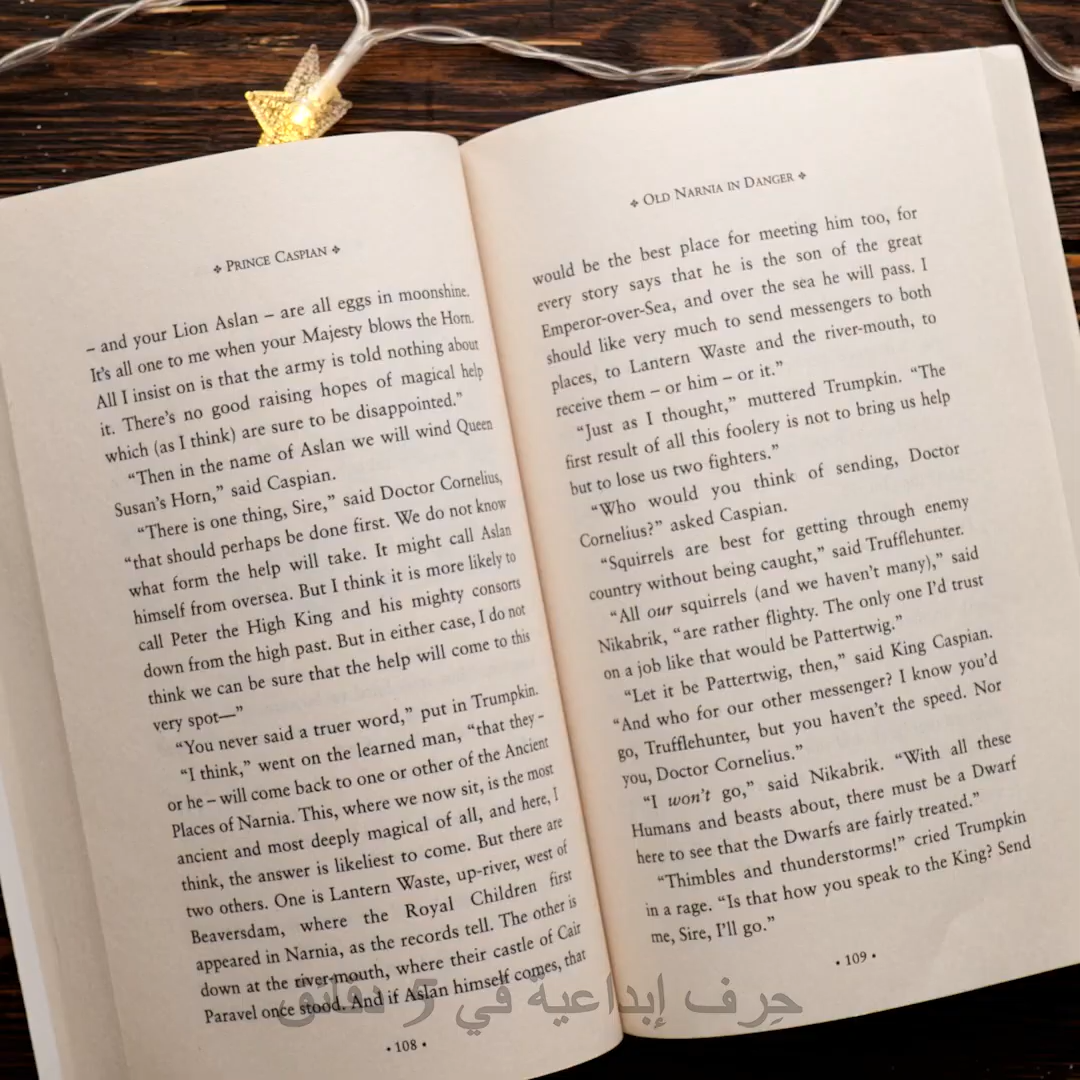 ❖ PRINCE CASPIAN ❖
– and your Lion Aslan – are all eggs in moonshine.
It's all one to me when your Majesty blows the Horn.
All I insist on is that the army is told nothing about
it. There's no good raising hopes of magical help
which (as I think) are sure to be disappointed."
"Then in the name of Aslan we will wind Queen
Susan's Horn," said Caspian.
"There is one thing, Sire," said Doctor Cornelius,
"that should perhaps be done first. We do not know
what form the help will take. It might call Aslan
himself from oversea. But I think it is more likely to
call Peter the High King and his mighty consorts
down from the high past. But in either case, I do not
think we can be sure that the help will come to this
very spot—"
"You never said a truer word," put in Trumpkin.
"I think," went on the learned man, "that they –
or he – will come back to one or other of the Ancient
Places of Narnia. This, where we now sit, is the most
ancient and most deeply magical of all, and here, I
think, the answer is likeliest to come. But there are
two others. One is Lantern Waste, up-river, west of
Beaversdam, where the Royal Children first
appeared in Narnia, as the records tell. The other is
down at the river-mouth, where their castle of Cair
Paravel once stood. And if Aslan himself comes, that
• 108 •
❖ OLD NARNIA IN DANGER ❖
would be the best place for meeting him too, for
every story says that he is the son of the great
Emperor-over-Sea, and over the sea he will pass. I
should like very much to send messengers to both
places, to Lantern Waste and the river-mouth, to
receive them – or him – or it."
"Just as I thought," muttered Trumpkin. "The
first result of all this foolery is not to bring us help
but to lose us two fighters."
"Who would you think of sending, Doctor
Cornelius?" asked Caspian.
"Squirrels are best for getting through enemy
country without being caught," said Trufflehunter.
"All our squirrels (and we haven't many)," said
Nikabrik, "are rather flighty. The only one I'd trust
on a job like that would be Pattertwig."
"Let it be Pattertwig, then," said King Caspian.
"And who for our other messenger? I know you'd
go, Trufflehunter, but you haven't the speed. Nor
you, Doctor Cornelius."
"I won't go," said Nikabrik. "With all these
Humans and beasts about, there must be a Dwarf
here to see that the Dwarfs are fairly treated."
"Thimbles and thunderstorms!" cried Trumpkin
in a rage. "Is that how you speak to the King? Send
me, Sire, I'll go."
• 109 •
حِرف إبداعية في 5 دقائق